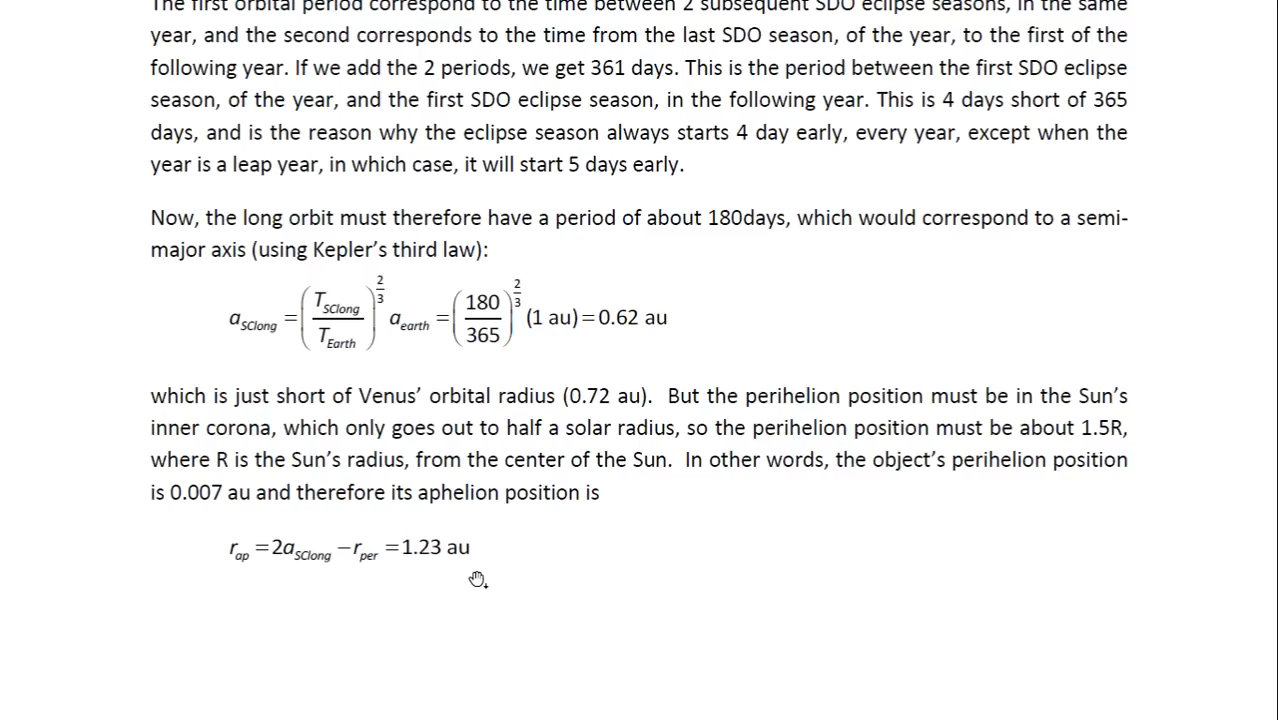 The first orbital period correspond to the time between 2 subsequent SDO eclipse seasons, in the same
year, and the second corresponds to the time from the last SDO season, of the year, to the first of the
following year. If we add the 2 periods, we get 361 days. This is the period between the first SDO eclipse
season, of the year, and the first SDO eclipse season, in the following year. This is 4 days short of 365
days, and is the reason why the eclipse season always starts 4 day early, every year, except when the
year is a leap year, in which case, it will start 5 days early.
Now, the long orbit must therefore have a period of about 180days, which would correspond to a semi-
major axis (using Kepler's third law):
a_SClong = (T_SClong / T_Earth)^(2/3) a_earth = (180/365)^(2/3) (1 au) = 0.62 au
which is just short of Venus' orbital radius (0.72 au).  But the perihelion position must be in the Sun's
inner corona, which only goes out to half a solar radius, so the perihelion position must be about 1.5R,
where R is the Sun's radius, from the center of the Sun.  In other words, the object's perihelion position
is 0.007 au and therefore its aphelion position is
r_ap = 2a_SClong − r_per = 1.23 au